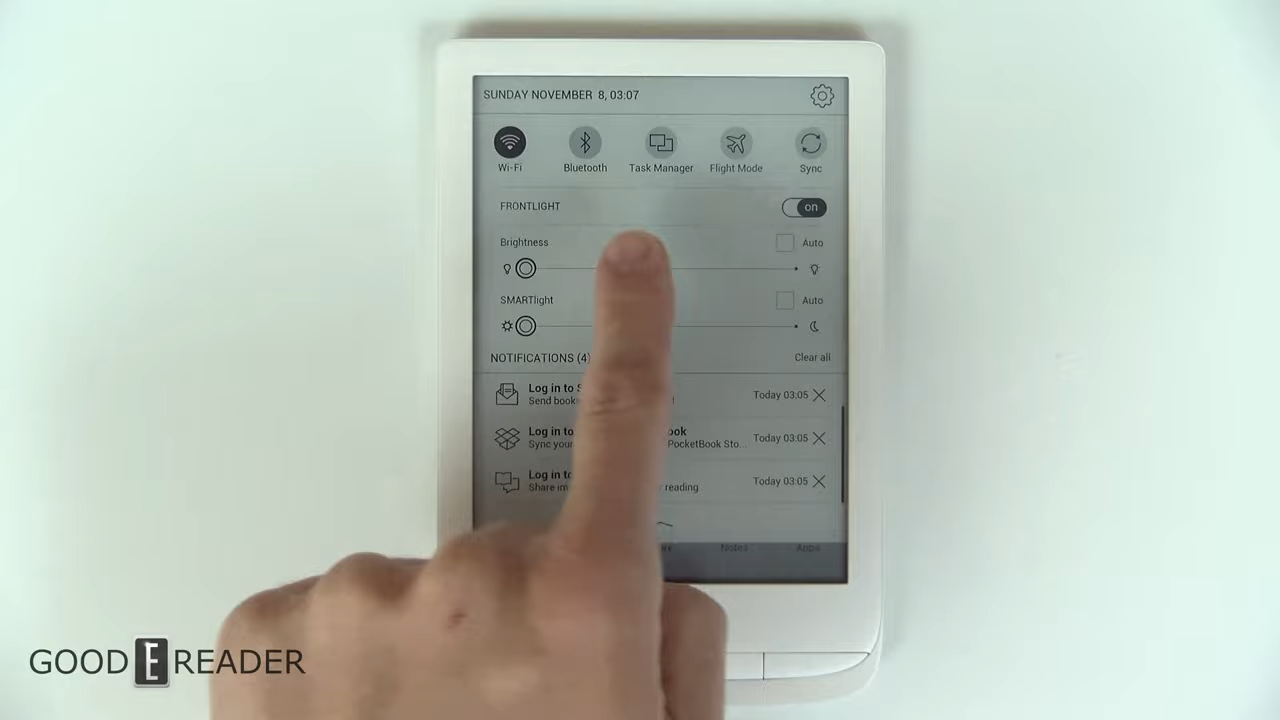 SUNDAY NOVEMBER 8, 03:07
Wi-Fi Bluetooth Task Manager Flight Mode Sync
FRONTLIGHT on
Brightness Auto
SMARTlight Auto
NOTIFICATIONS (4) Clear all
Log in to Today 03:05
Send book
Log in to ook Today 03:05
Sync your PocketBook Sto...
Log in to Today 03:05
Share im reading
Notes Apps
GOOD E READER